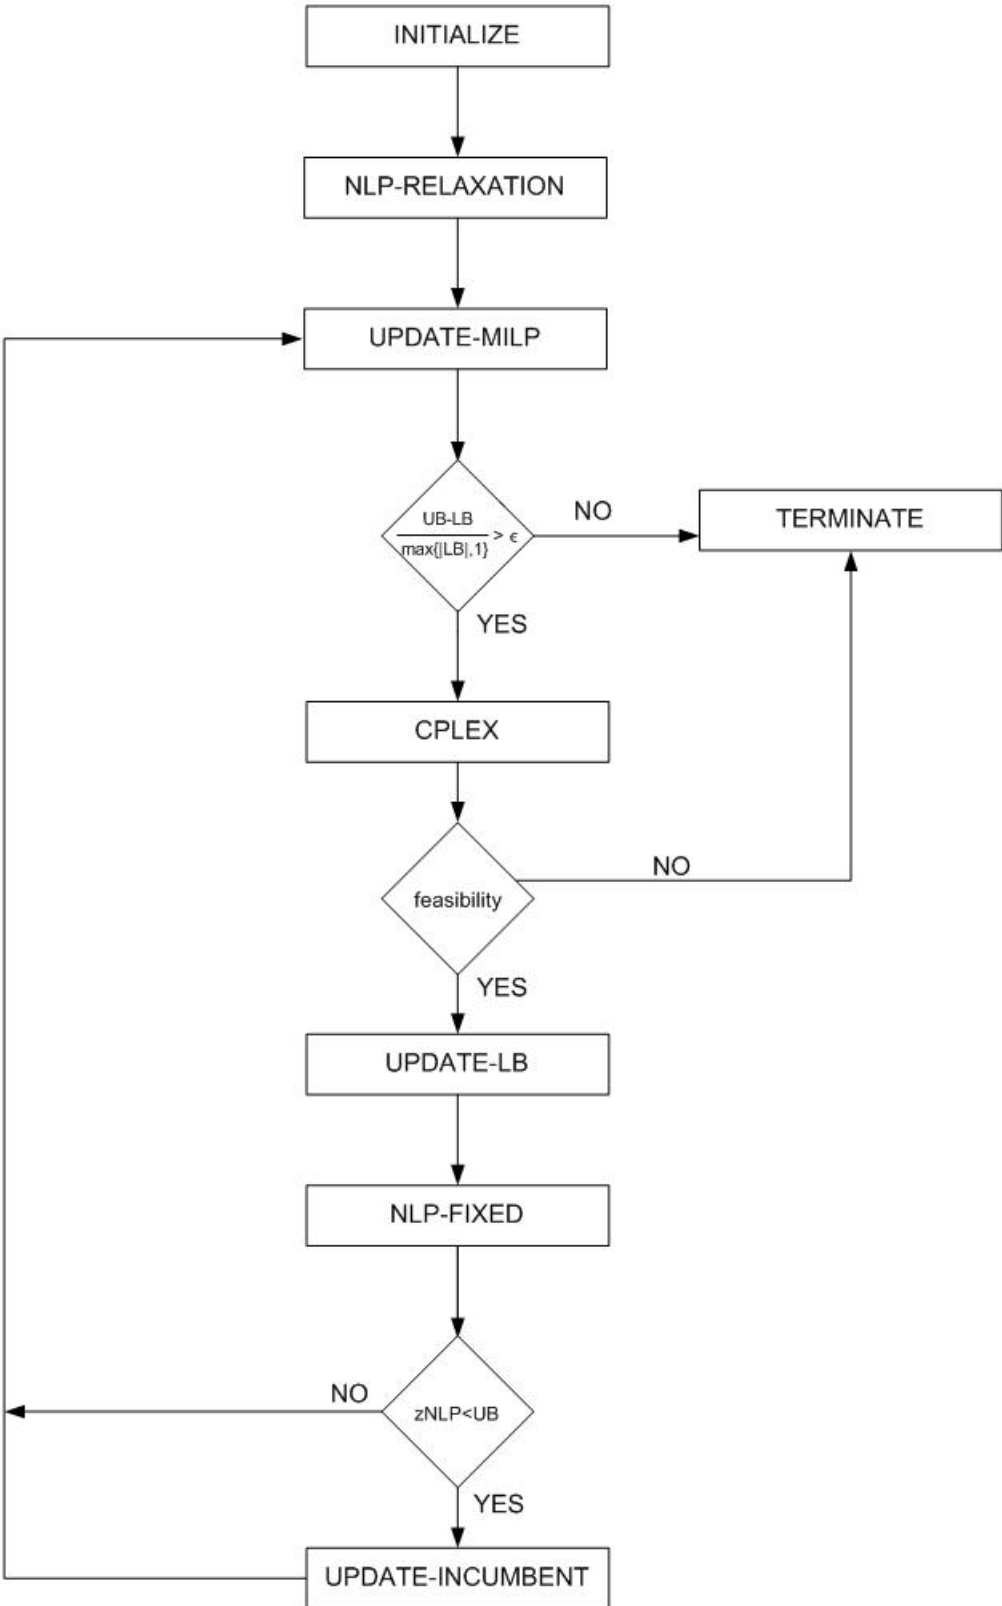 INITIALIZE
NLP-RELAXATION
UPDATE-MILP
UB-LB
max{|LB|,1}
> ϵ
NO
TERMINATE
YES
CPLEX
feasibility
NO
YES
UPDATE-LB
NLP-FIXED
NO
zNLP<UB
YES
UPDATE-INCUMBENT